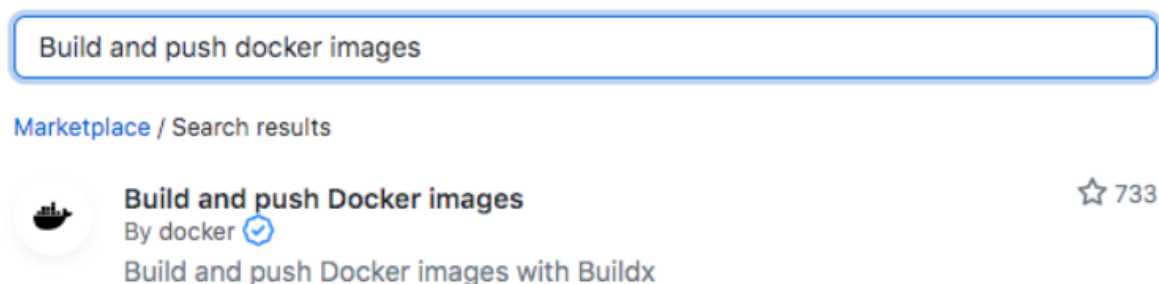 Build and push docker images
Marketplace / Search results
Build and push Docker images
733
By docker
Build and push Docker images with Buildx